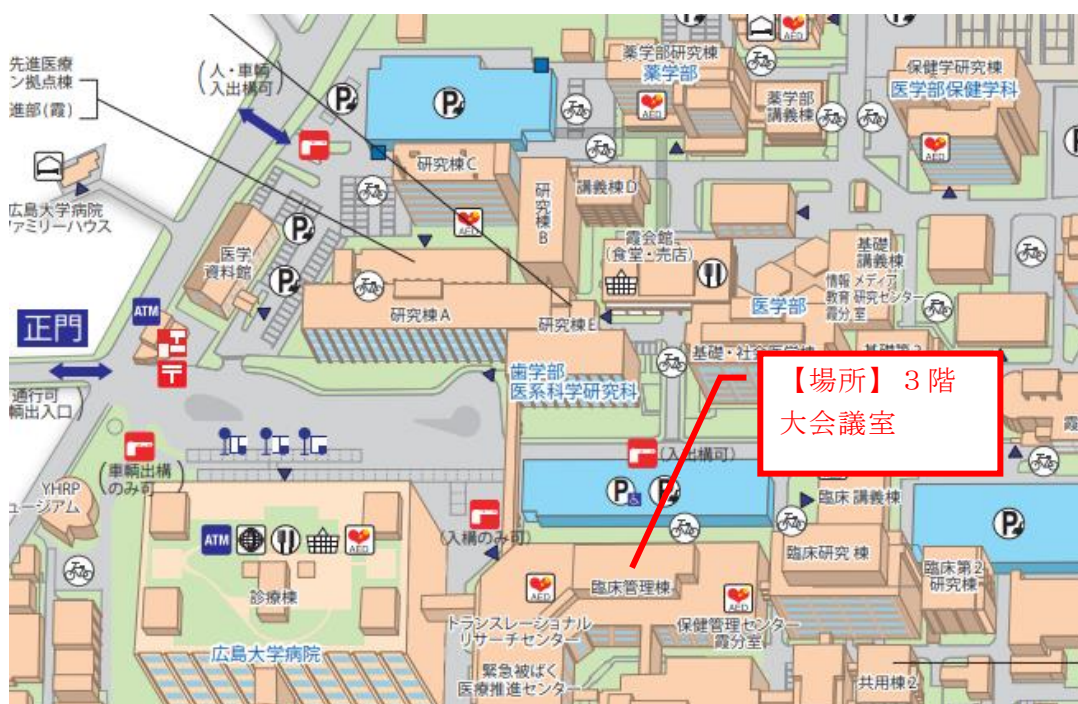 先進医療
ン拠点棟
進部(霞)
(人・車輌
入出構可)
薬学部研究棟
薬学部
AED
薬学部
講義棟
保健学研究棟
医学部保健学科
AED
AED
P
P
P
P
研究棟C
AED
研究棟B
講義棟D
広島大学病院
ファミリーハウス
医学
資料館
霞会館
(食堂・売店)
基礎
講義棟
情報メディア
教育研究センター
霞分室
医学部
ATM
正門
研究棟A
研究棟E
基礎・社会医学棟
基礎第2
歯学部
医系科学研究科
【場所】3階
大会議室
通行可
輌出入口)
(車輌出構
のみ可)
YHRP
ュージアム
(入出構可)
P
P
P
(入構のみ可)
臨床講義棟
臨床研究棟
臨床第2
研究棟
ATM
AED
診療棟
広島大学病院
AED
臨床管理棟
AED
トランスレーショナル
リサーチセンター
保健管理センター
霞分室
緊急被ばく
医療推進センター
共用棟2